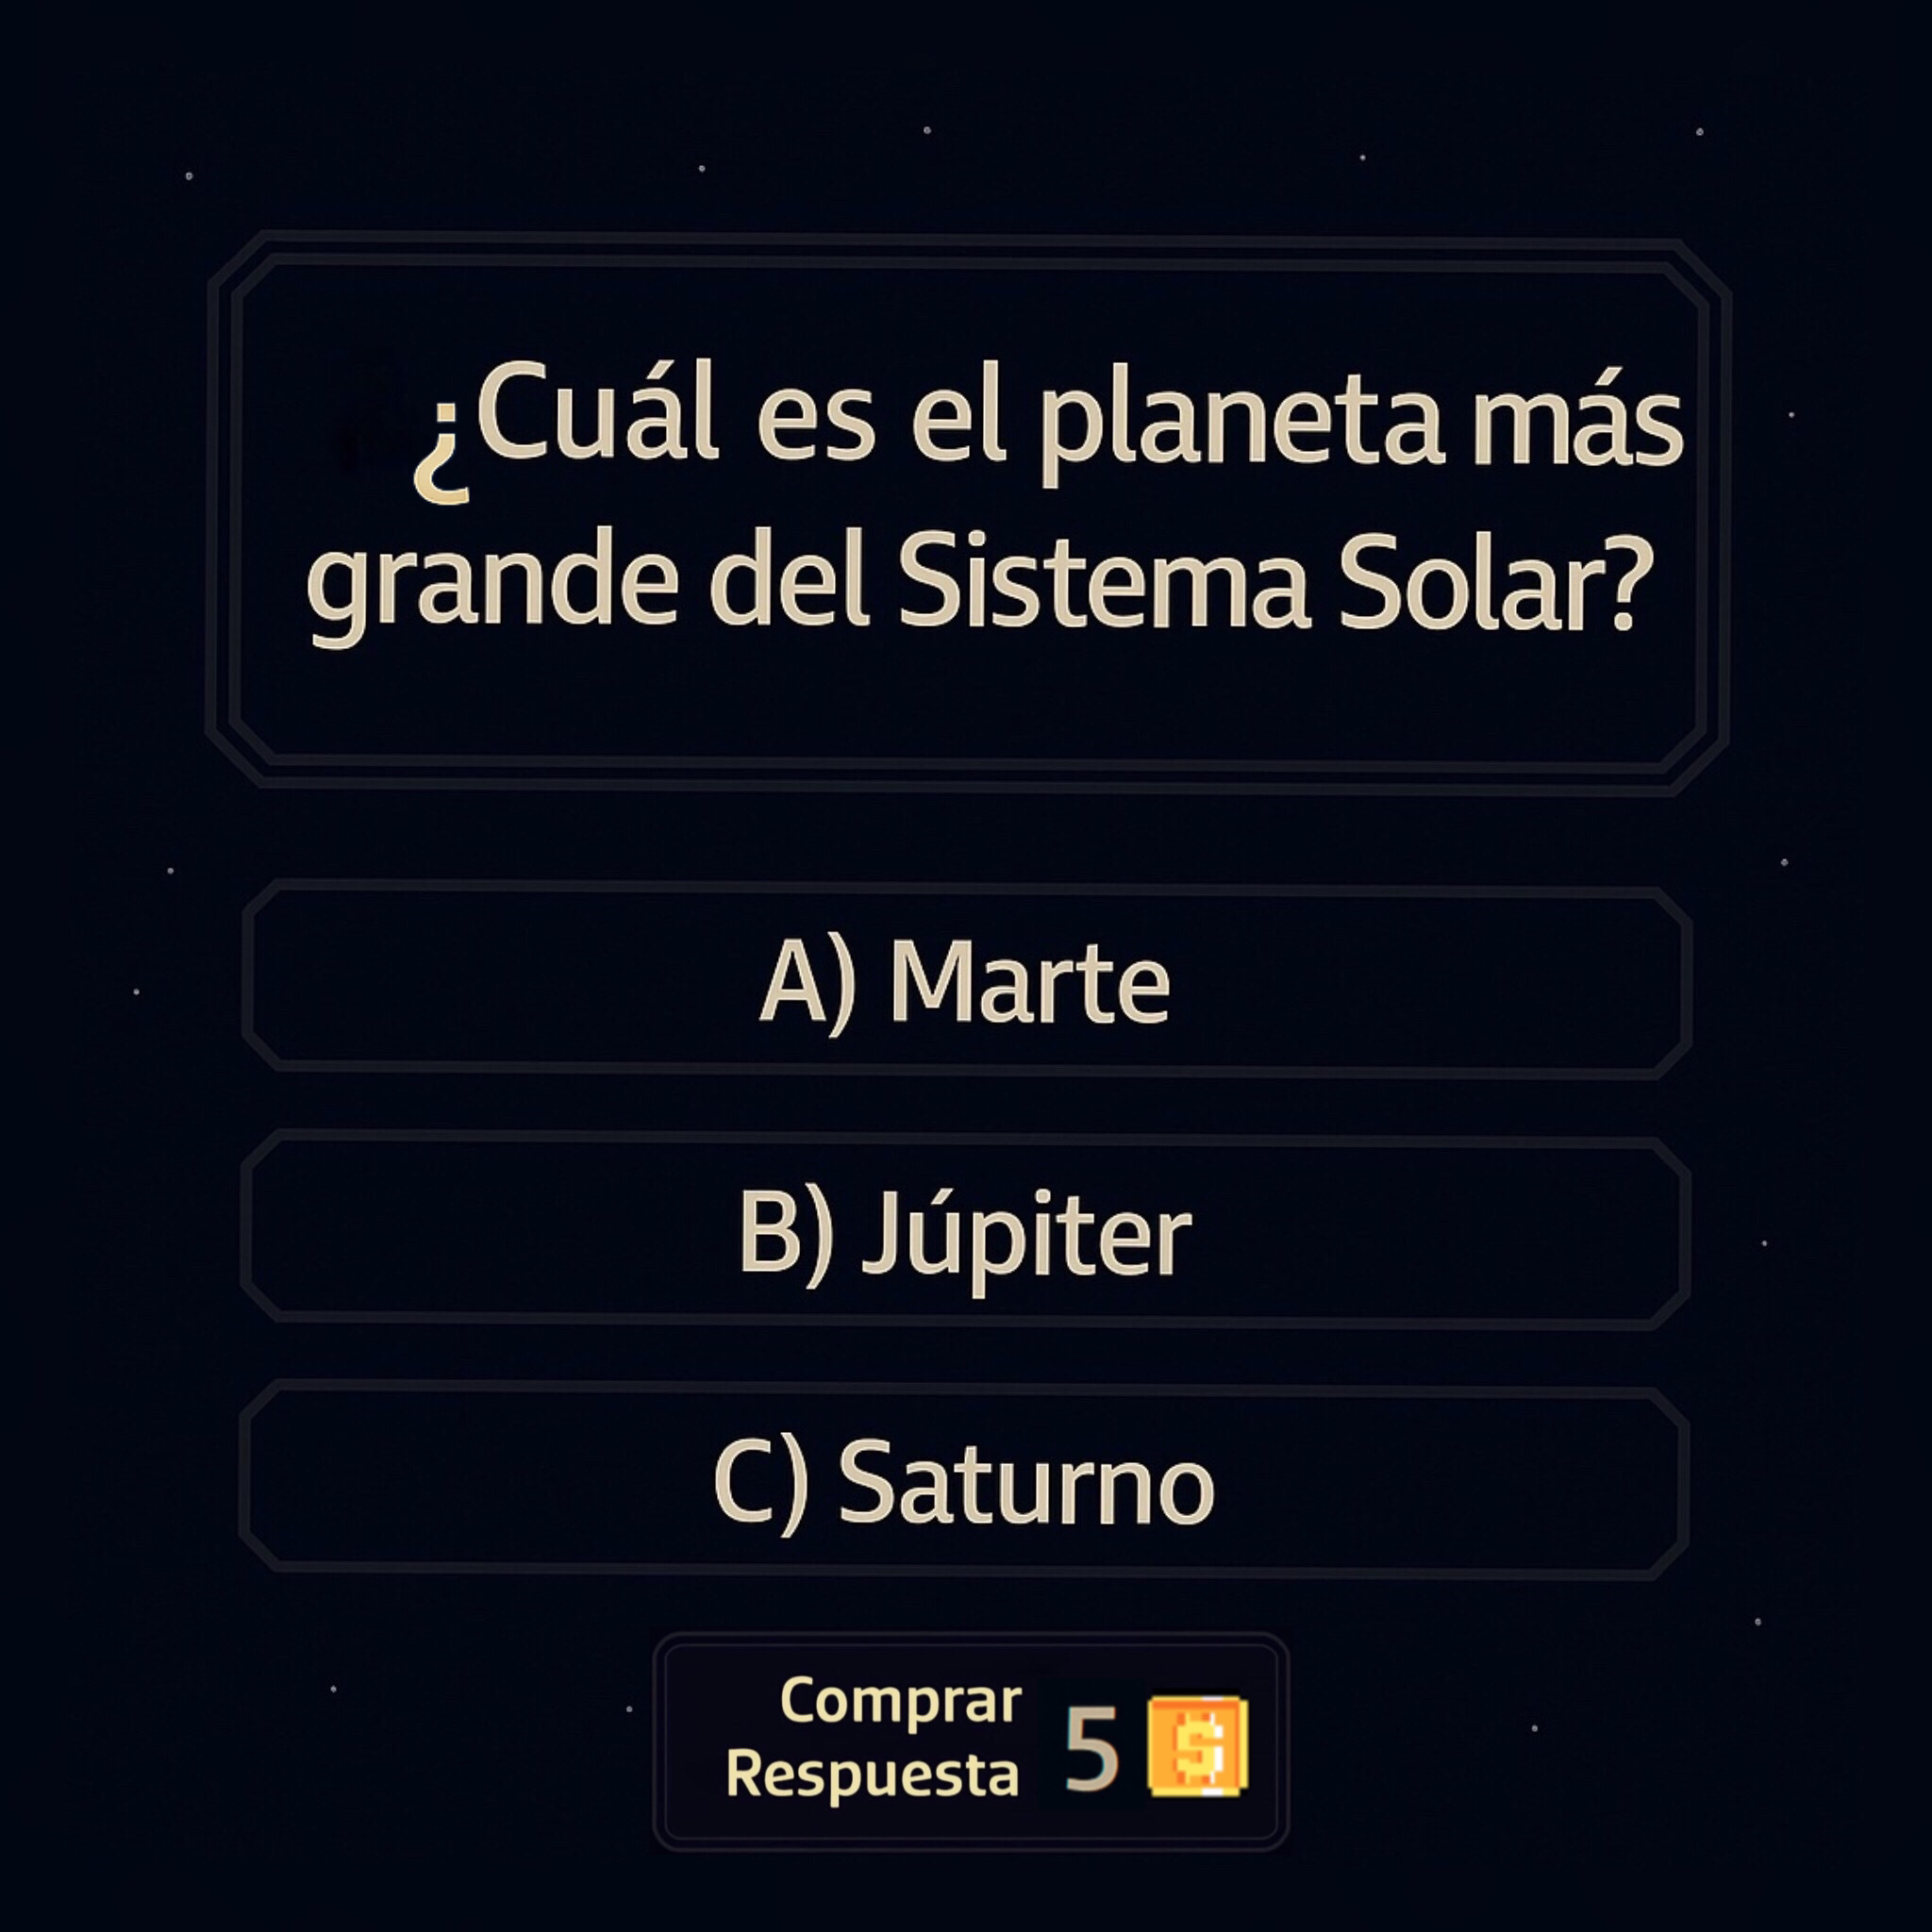 ¿Cuál es el planeta más
grande del Sistema Solar?
A) Marte
B) Júpiter
C) Saturno
Comprar
Respuesta 5 $